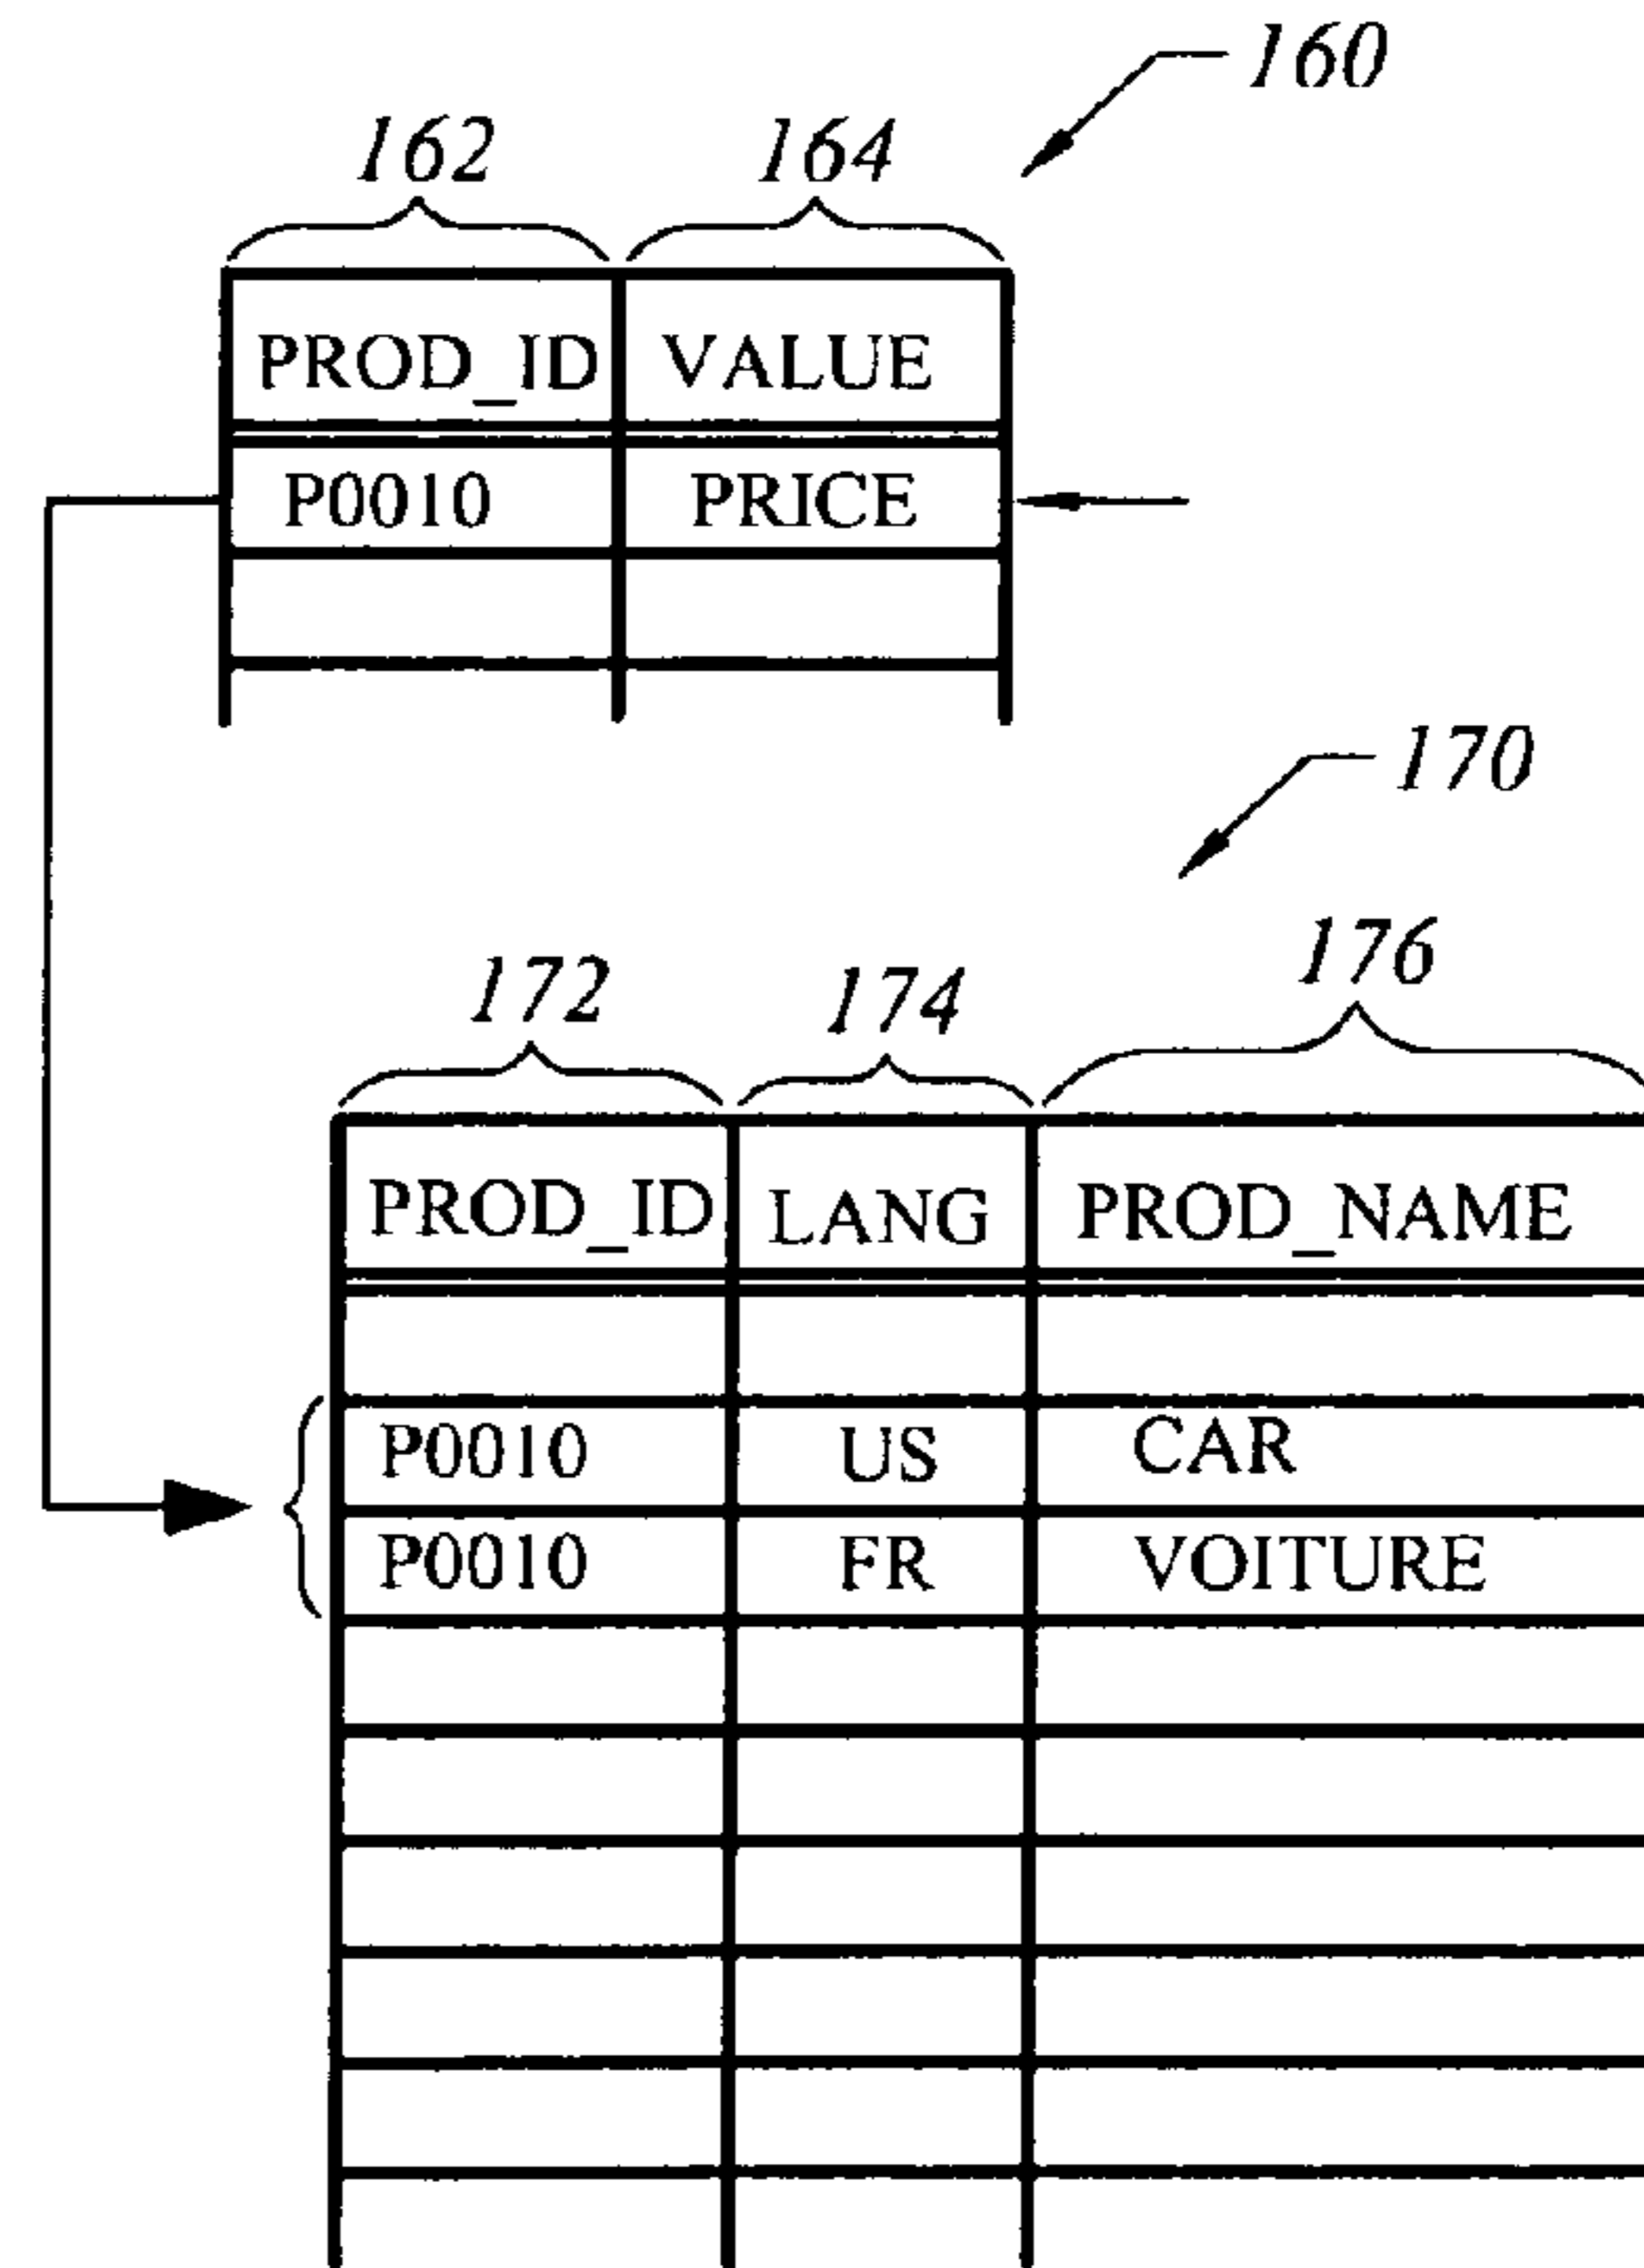 160
162 164
PROD_ID VALUE
P0010 PRICE
170
172 174 176
PROD_ID LANG PROD_NAME
P0010 US CAR
P0010 FR VOITURE